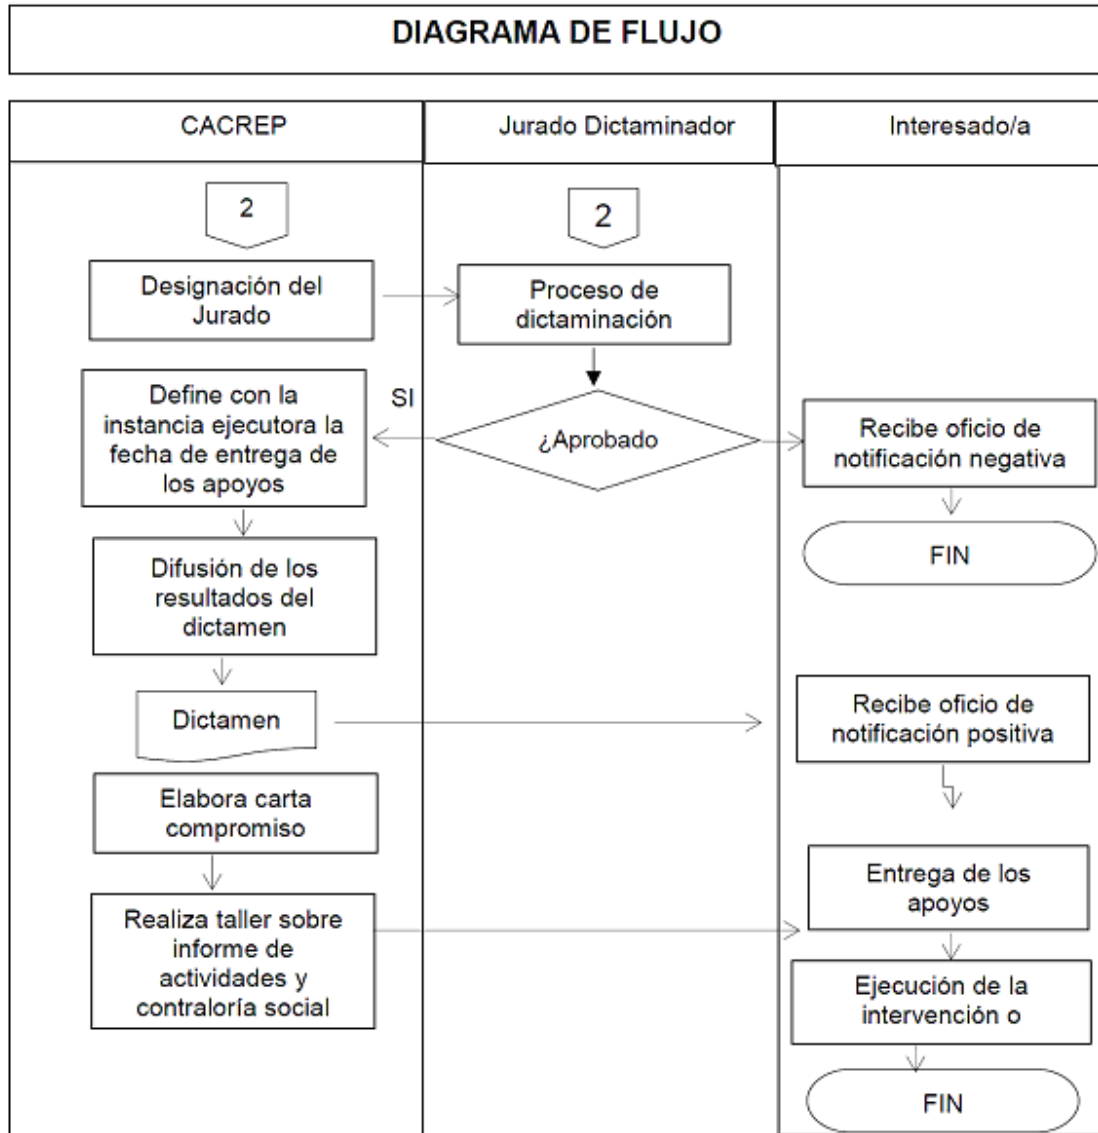 DIAGRAMA DE FLUJO
CACREP
Jurado Dictaminador
Interesado/a
2
2
Designación del
Jurado
Proceso de
dictaminación
Define con la
instancia ejecutora la
fecha de entrega de
los apoyos
SI
¿Aprobado
Recibe oficio de
notificación negativa
FIN
Difusión de los
resultados del
dictamen
Dictamen
Recibe oficio de
notificación positiva
Elabora carta
compromiso
Entrega de los
apoyos
Realiza taller sobre
informe de
actividades y
contraloría social
Ejecución de la
intervención o
FIN